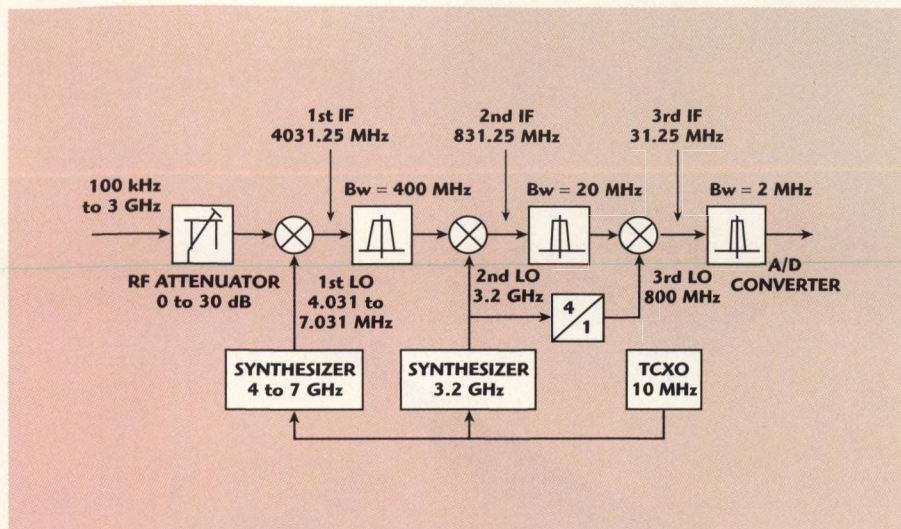 1st IF
4031.25 MHz
2nd IF
831.25 MHz
3rd IF
31.25 MHz
100 kHz
to 3 GHz
Bw = 400 MHz
Bw = 20 MHz
Bw = 2 MHz
RF ATTENUATOR
0 to 30 dB
1st LO
4.031 to
7.031 MHz
2nd LO
3.2 GHz
4
1
3rd LO
800 MHz
A/D
CONVERTER
SYNTHESIZER
4 to 7 GHz
SYNTHESIZER
3.2 GHz
TCXO
10 MHz